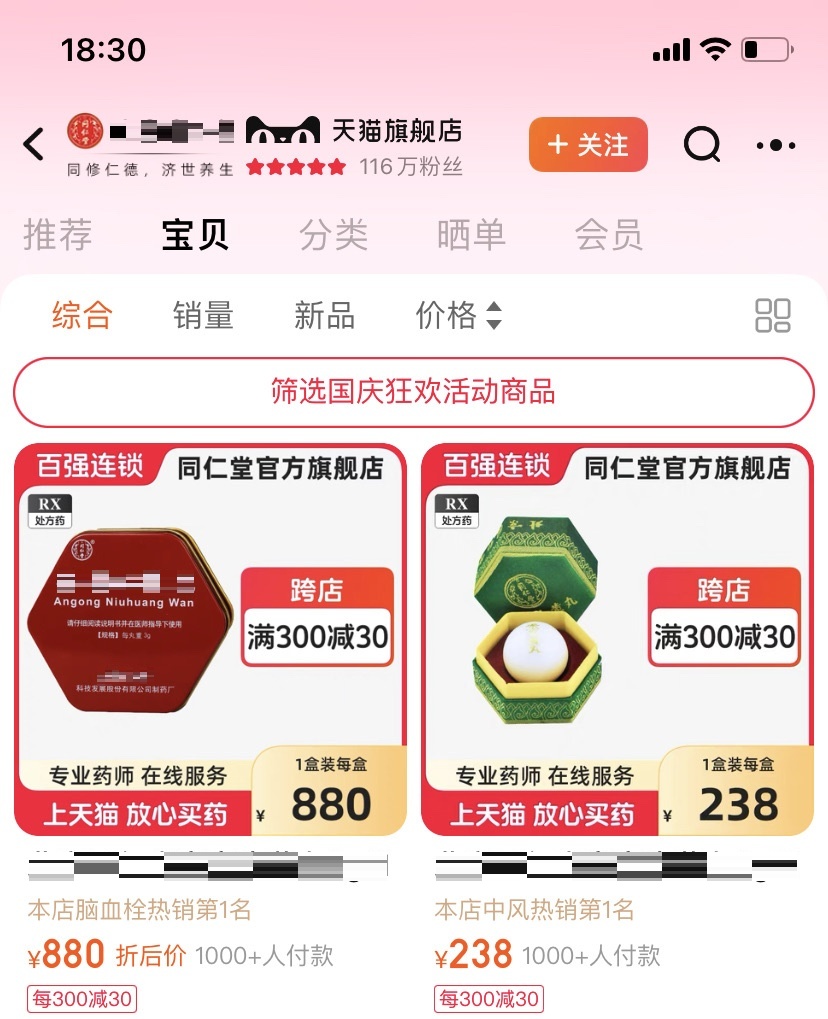 18:30
同仁堂
天猫旗舰店
+ 关注
同修仁德，济世养生
116万粉丝
推荐 宝贝 分类 晒单 会员
综合 销量 新品 价格
筛选国庆狂欢活动商品
百强连锁 同仁堂官方旗舰店
RX
处方药
Angong Niuhuang Wan
请仔细阅读说明书并在医师指导下使用
【规格】每丸重3g
科技发展股份有限公司制药厂
跨店
满300减30
专业药师 在线服务
1盒装每盒
上天猫 放心买药
¥880
百强连锁 同仁堂官方旗舰店
RX
处方药
跨店
满300减30
专业药师 在线服务
1盒装每盒
上天猫 放心买药
¥238
本店脑血栓热销第1名
¥880 折后价 1000+人付款
每300减30
本店中风热销第1名
¥238 1000+人付款
每300减30